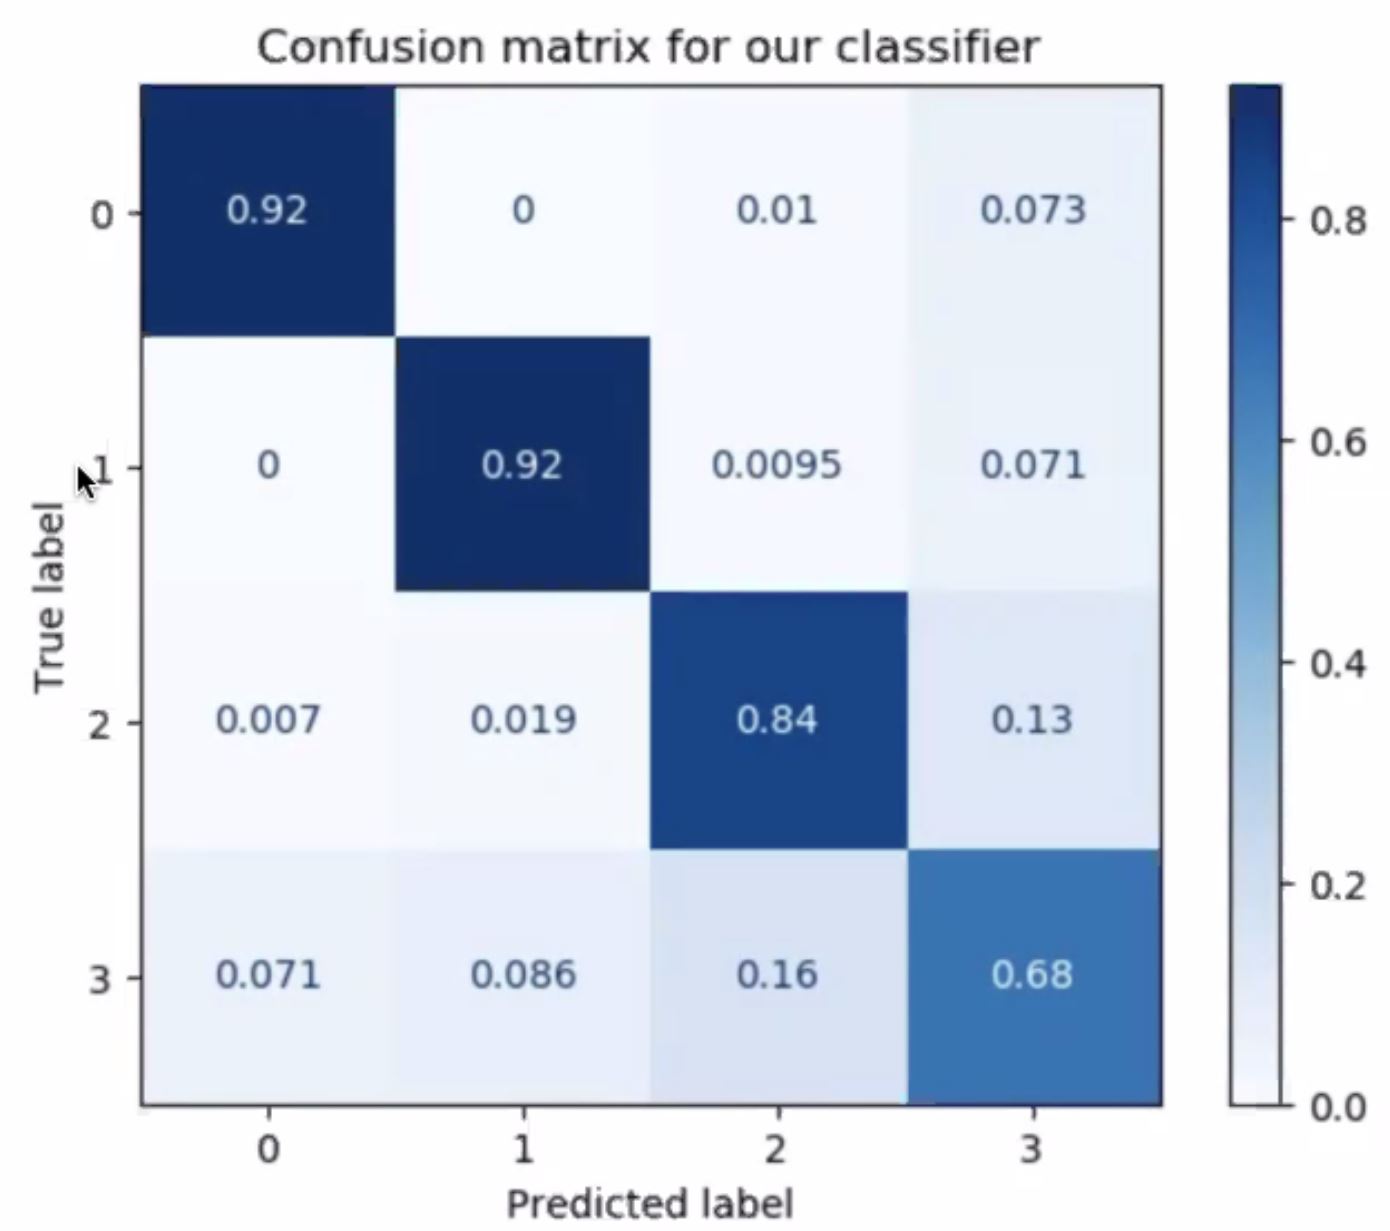 Confusion matrix for our classifier
0 0.92 0 0.01 0.073 0.8
1 0 0.92 0.0095 0.071 0.6
True label
0.4
2 0.007 0.019 0.84 0.13
0.2
3 0.071 0.086 0.16 0.68
0.0
0 1 2 3
Predicted label